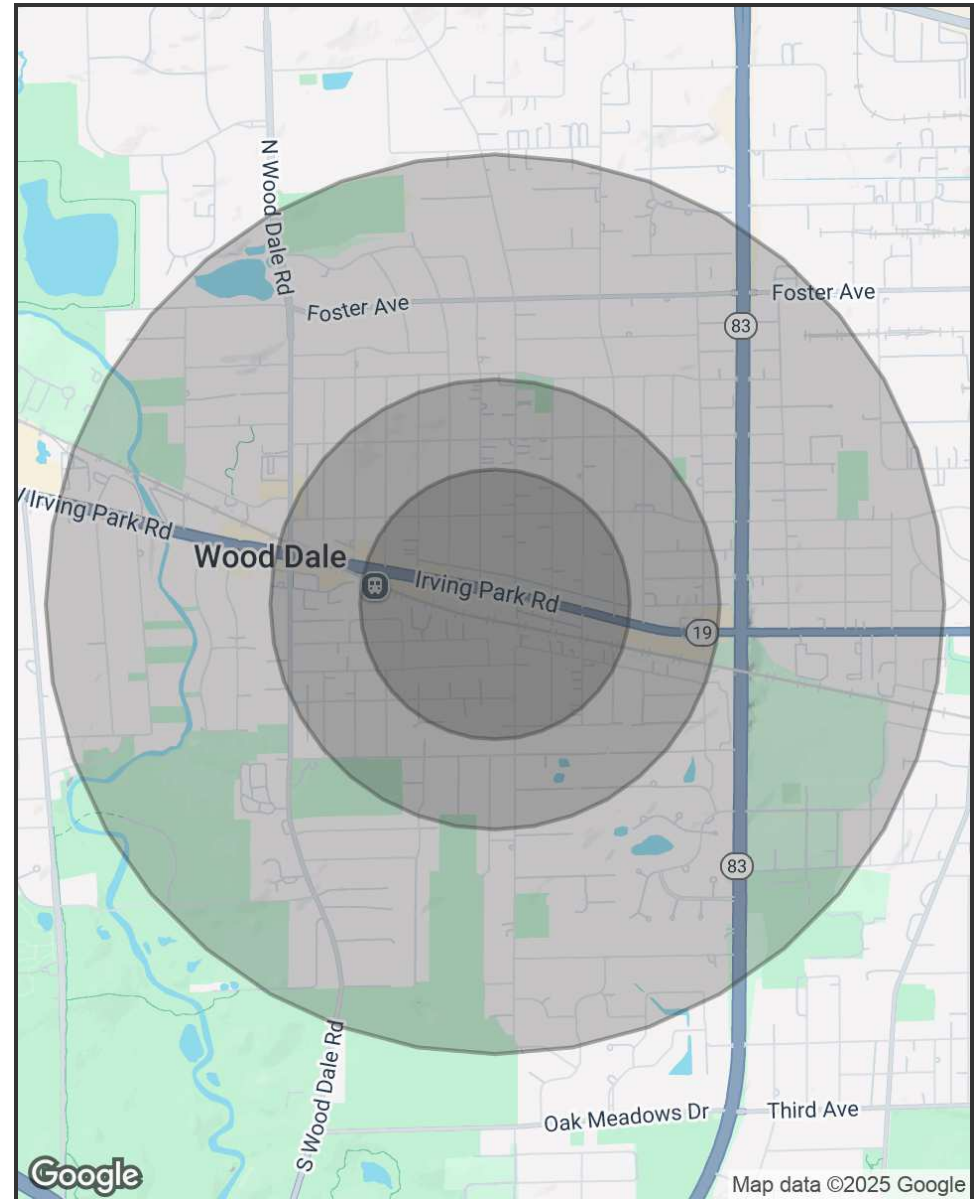 N Wood Dale Rd
Foster Ave
Foster Ave
83
Irving Park Rd
Wood Dale
Irving Park Rd
19
83
S Wood Dale Rd
Oak Meadows Dr
Third Ave
Google
Map data ©2025 Google